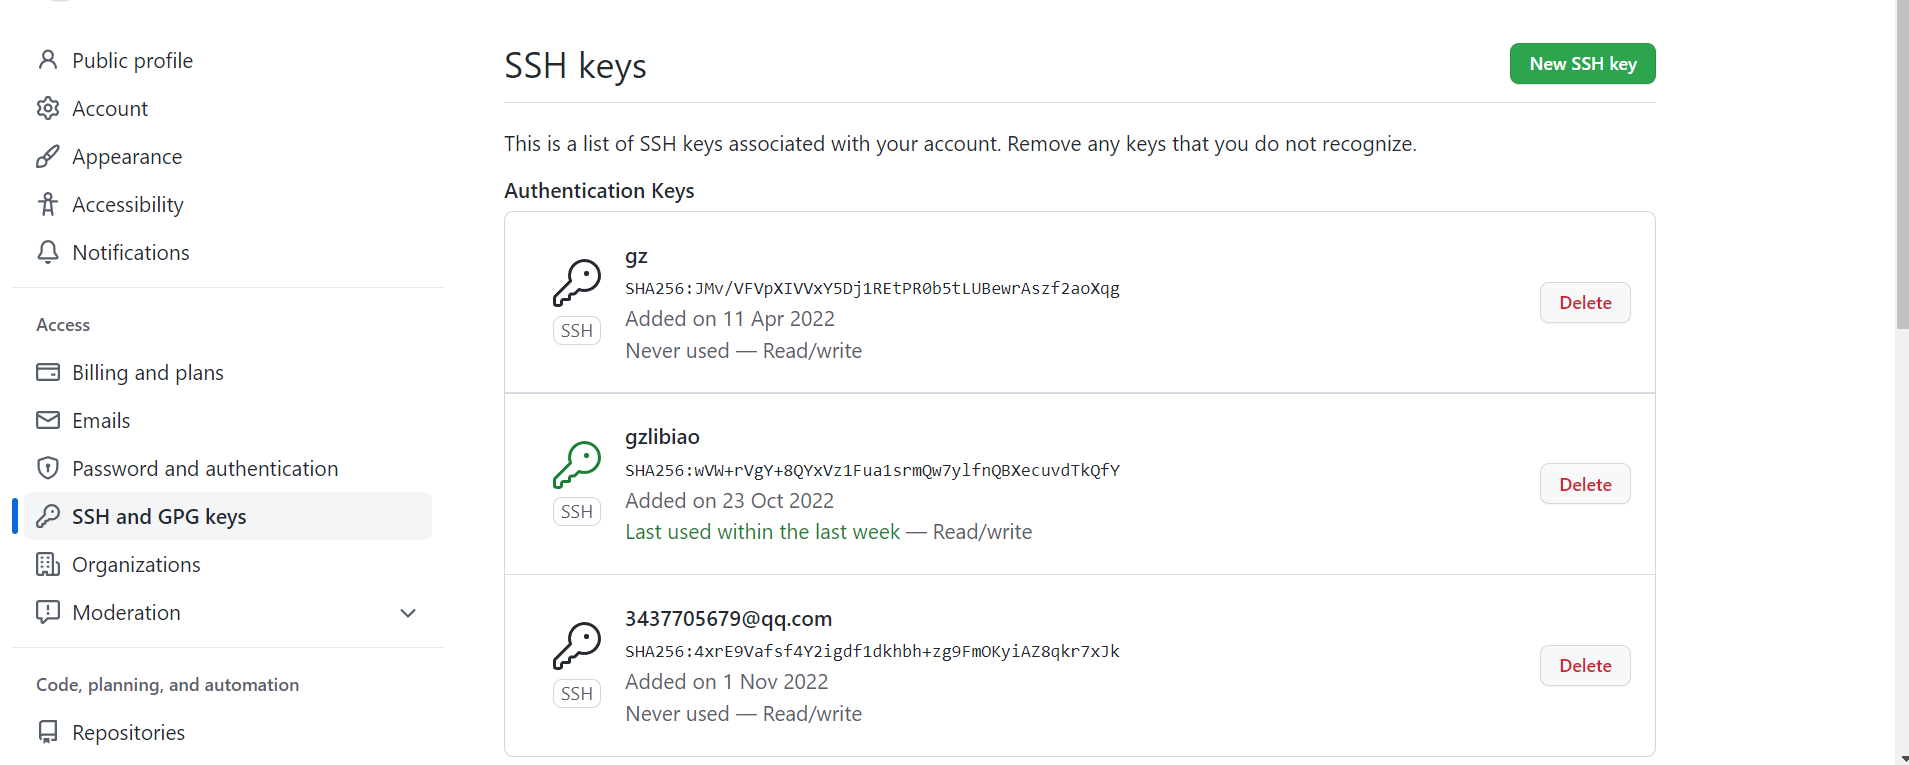 Public profile
Account
Appearance
Accessibility
Notifications
Access
Billing and plans
Emails
Password and authentication
SSH and GPG keys
Organizations
Moderation
Code, planning, and automation
Repositories
SSH keys
New SSH key
This is a list of SSH keys associated with your account. Remove any keys that you do not recognize.
Authentication Keys
gz
SHA256:JMv/VFVpXIVVxY5Dj1REtPR0b5tLUBewrAszf2aoXqg
SSH
Added on 11 Apr 2022
Never used — Read/write
Delete
gzlibiao
SHA256:wVW+rVgY+8QYxVz1Fua1srmQw7ylfnQBXecuvdTkQfY
SSH
Added on 23 Oct 2022
Last used within the last week — Read/write
Delete
3437705679@qq.com
SHA256:4xrE9Vafsf4Y2igdf1dkhbh+zg9FmOKyiAZ8qkr7xJk
SSH
Added on 1 Nov 2022
Never used — Read/write
Delete